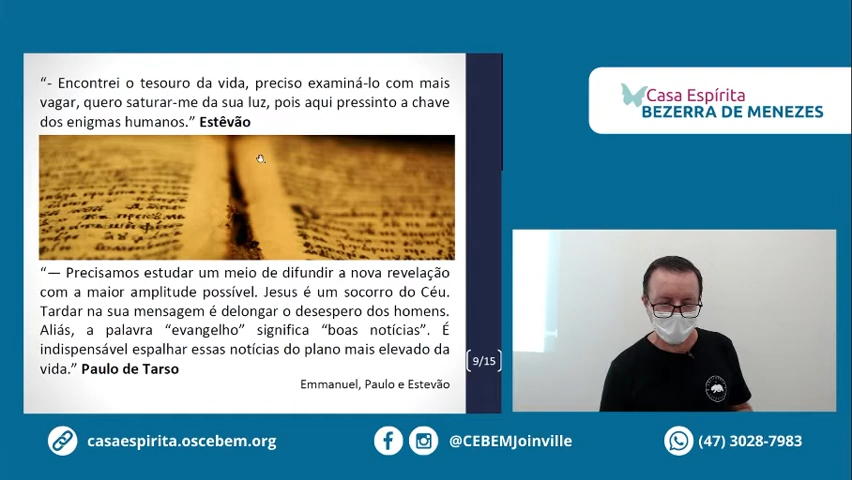 “- Encontrei o tesouro da vida, preciso examiná-lo com mais
vagar, quero saturar-me da sua luz, pois aqui pressinto a chave
dos enigmas humanos.” Estêvão
“— Precisamos estudar um meio de difundir a nova revelação
com a maior amplitude possível. Jesus é um socorro do Céu.
Tardar na sua mensagem é delongar o desespero dos homens.
Aliás, a palavra “evangelho” significa “boas notícias”. É
indispensável espalhar essas notícias do plano mais elevado da
vida.” Paulo de Tarso
Emmanuel, Paulo e Estevão
9/15
Casa Espírita
BEZERRA DE MENEZES
casaespirita.oscebem.org
@CEBEMJoinville
(47) 3028-7983